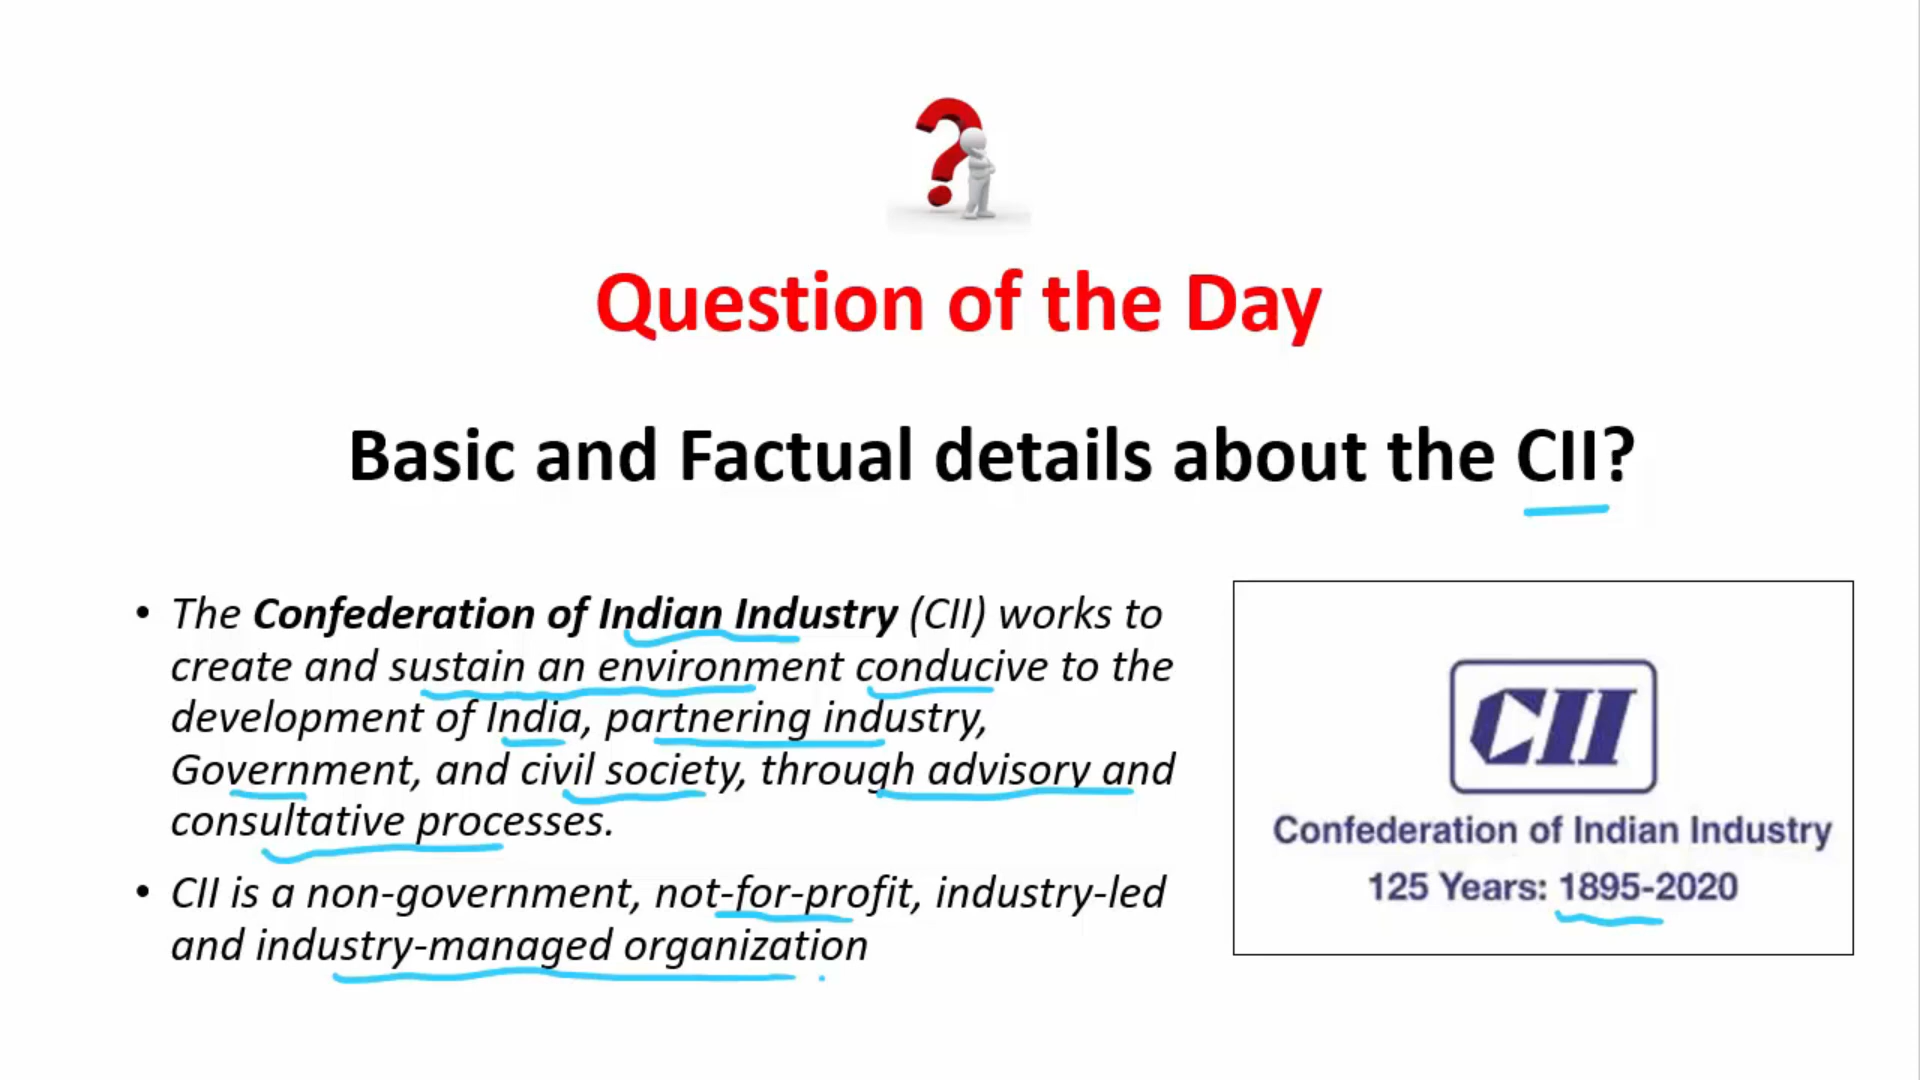 Question of the Day
Basic and Factual details about the CII?
• The Confederation of Indian Industry (CII) works to
create and sustain an environment conducive to the
development of India, partnering industry,
Government, and civil society, through advisory and
consultative processes.
• CII is a non-government, not-for-profit, industry-led
and industry-managed organization
CII
Confederation of Indian Industry
125 Years: 1895-2020